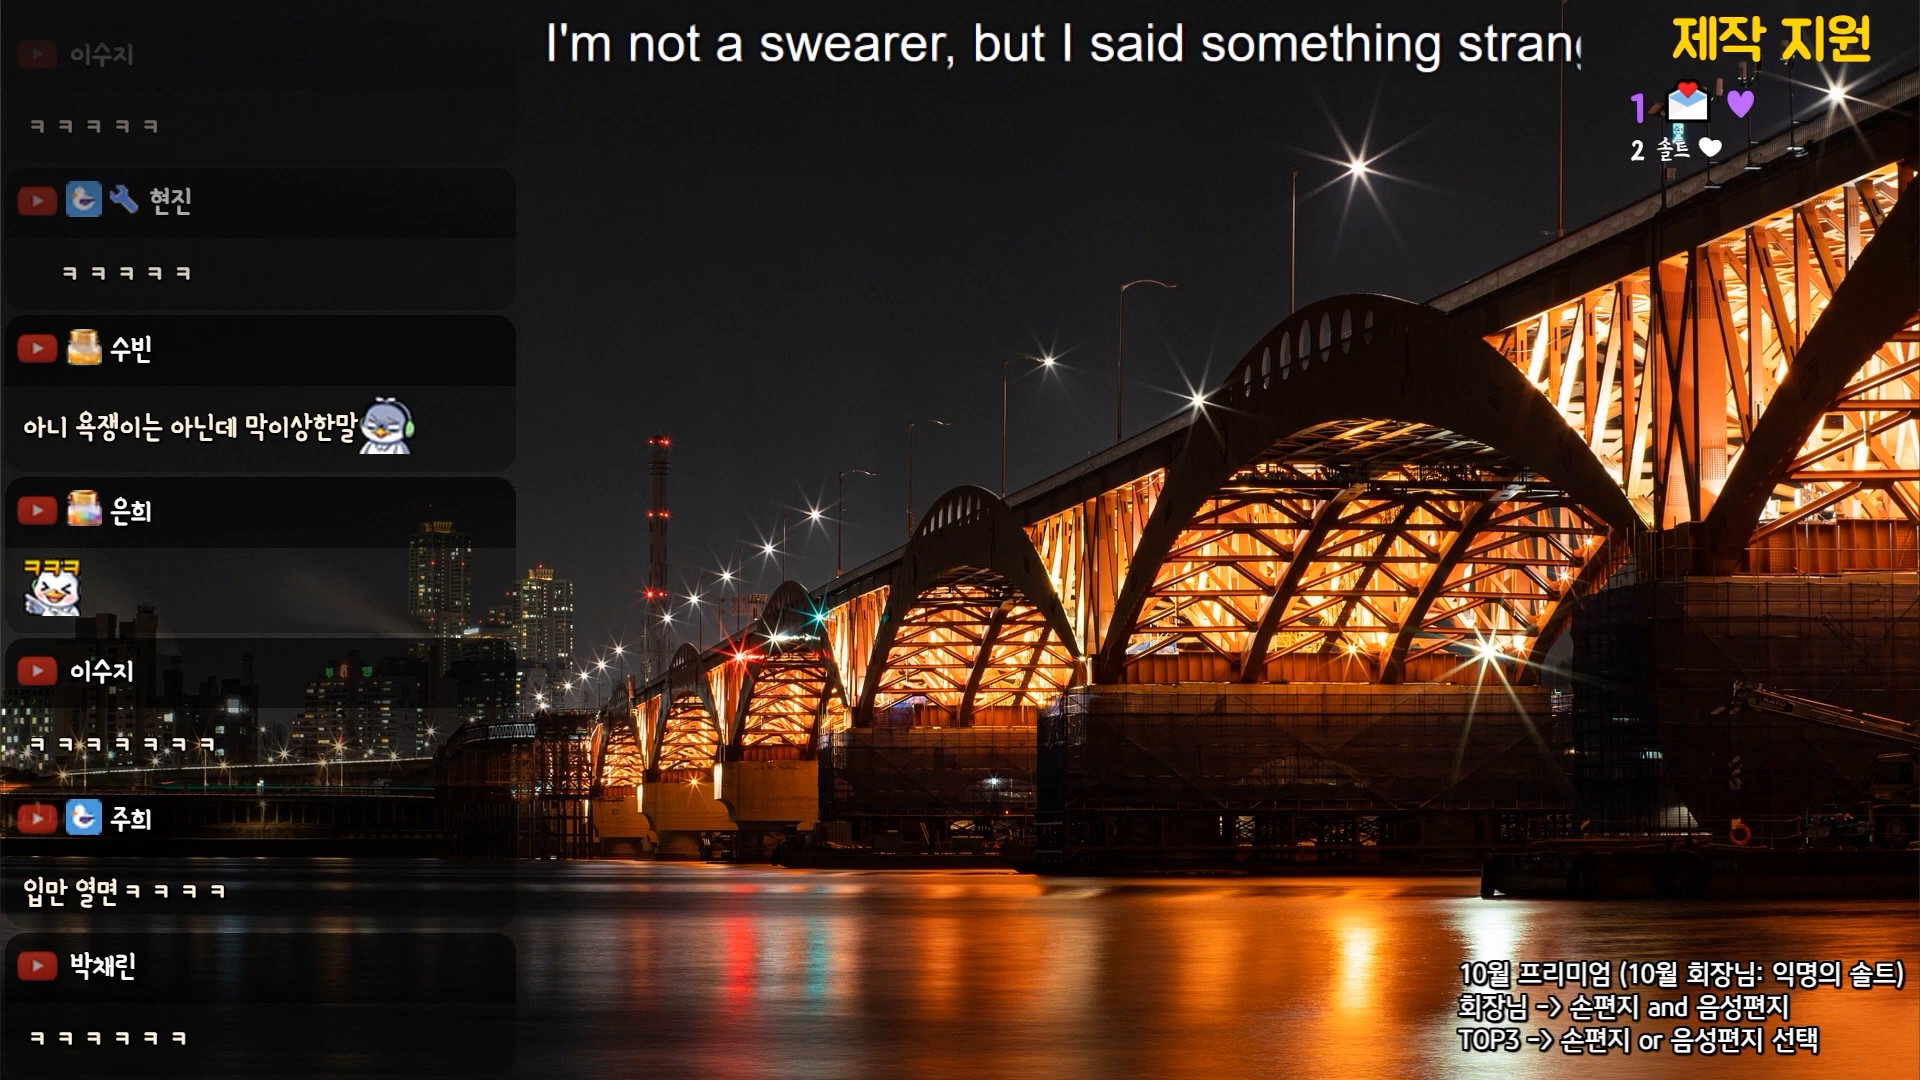 I'm not a swearer, but I said something strang
제작 지원
1
2 솔트
이수지
ㅋㅋㅋㅋㅋ
현진
ㅋㅋㅋㅋㅋ
수빈
아니 욕쟁이는 아닌데 막이상한말
은희
ㅋㅋㅋ
이수지
ㅋㅋㅋㅋㅋㅋㅋ
주희
입만 열면ㅋㅋㅋㅋ
박채린
ㅋㅋㅋㅋㅋㅋ
10월 프리미엄 (10월 회장님: 익명의 솔트)
회장님 -> 손편지 and 음성편지
TOP3 -> 손편지 or 음성편지 선택